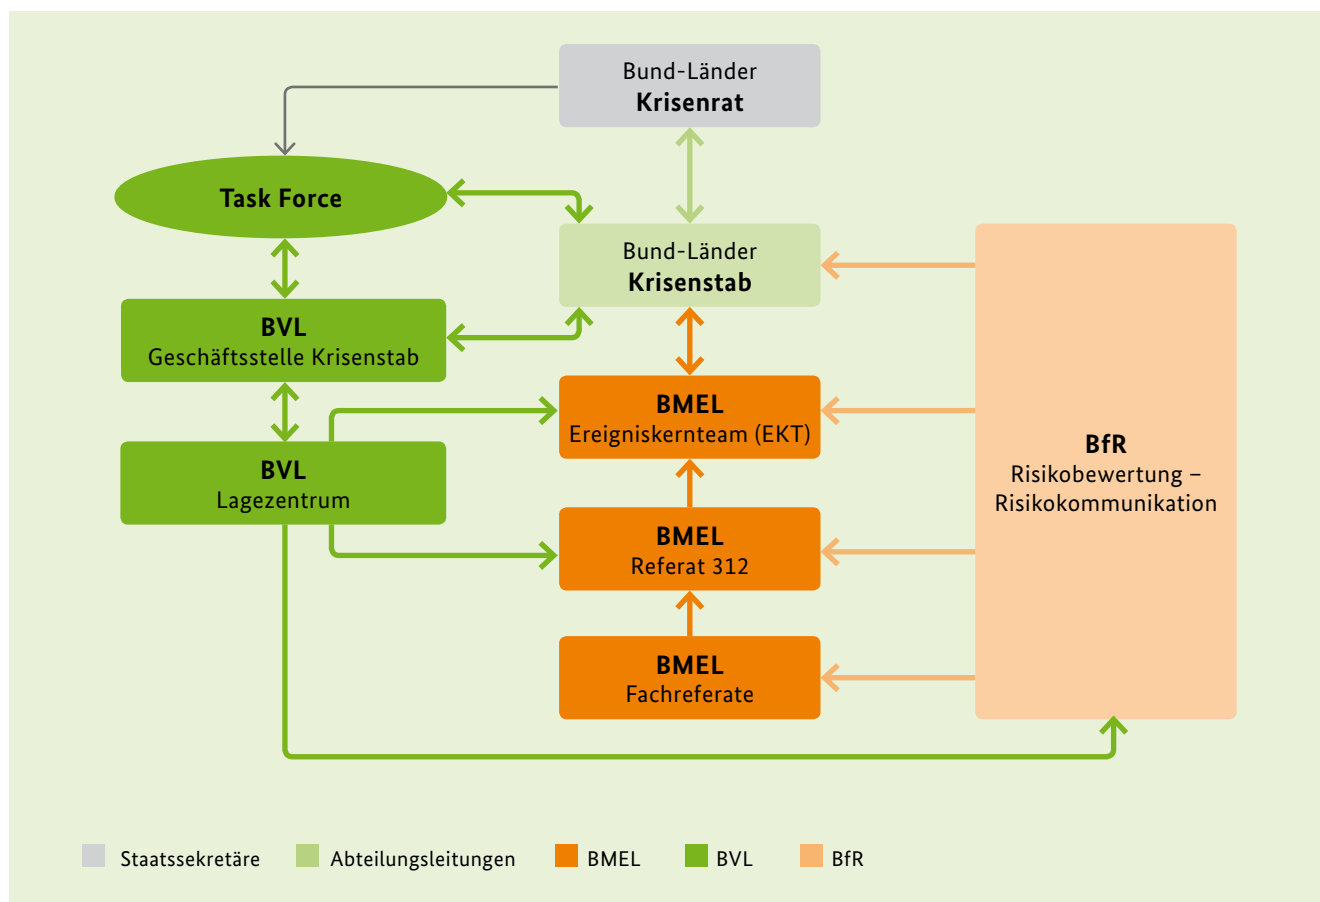 Bund-Länder
Krisenrat
Task Force
Bund-Länder
Krisenstab
BVL
Geschäftsstelle Krisenstab
BMEL
Ereigniskernteam (EKT)
BfR
Risikobewertung –
Risikokommunikation
BVL
Lagezentrum
BMEL
Referat 312
BMEL
Fachreferate
Staatssekretäre
Abteilungsleitungen
BMEL
BVL
BfR